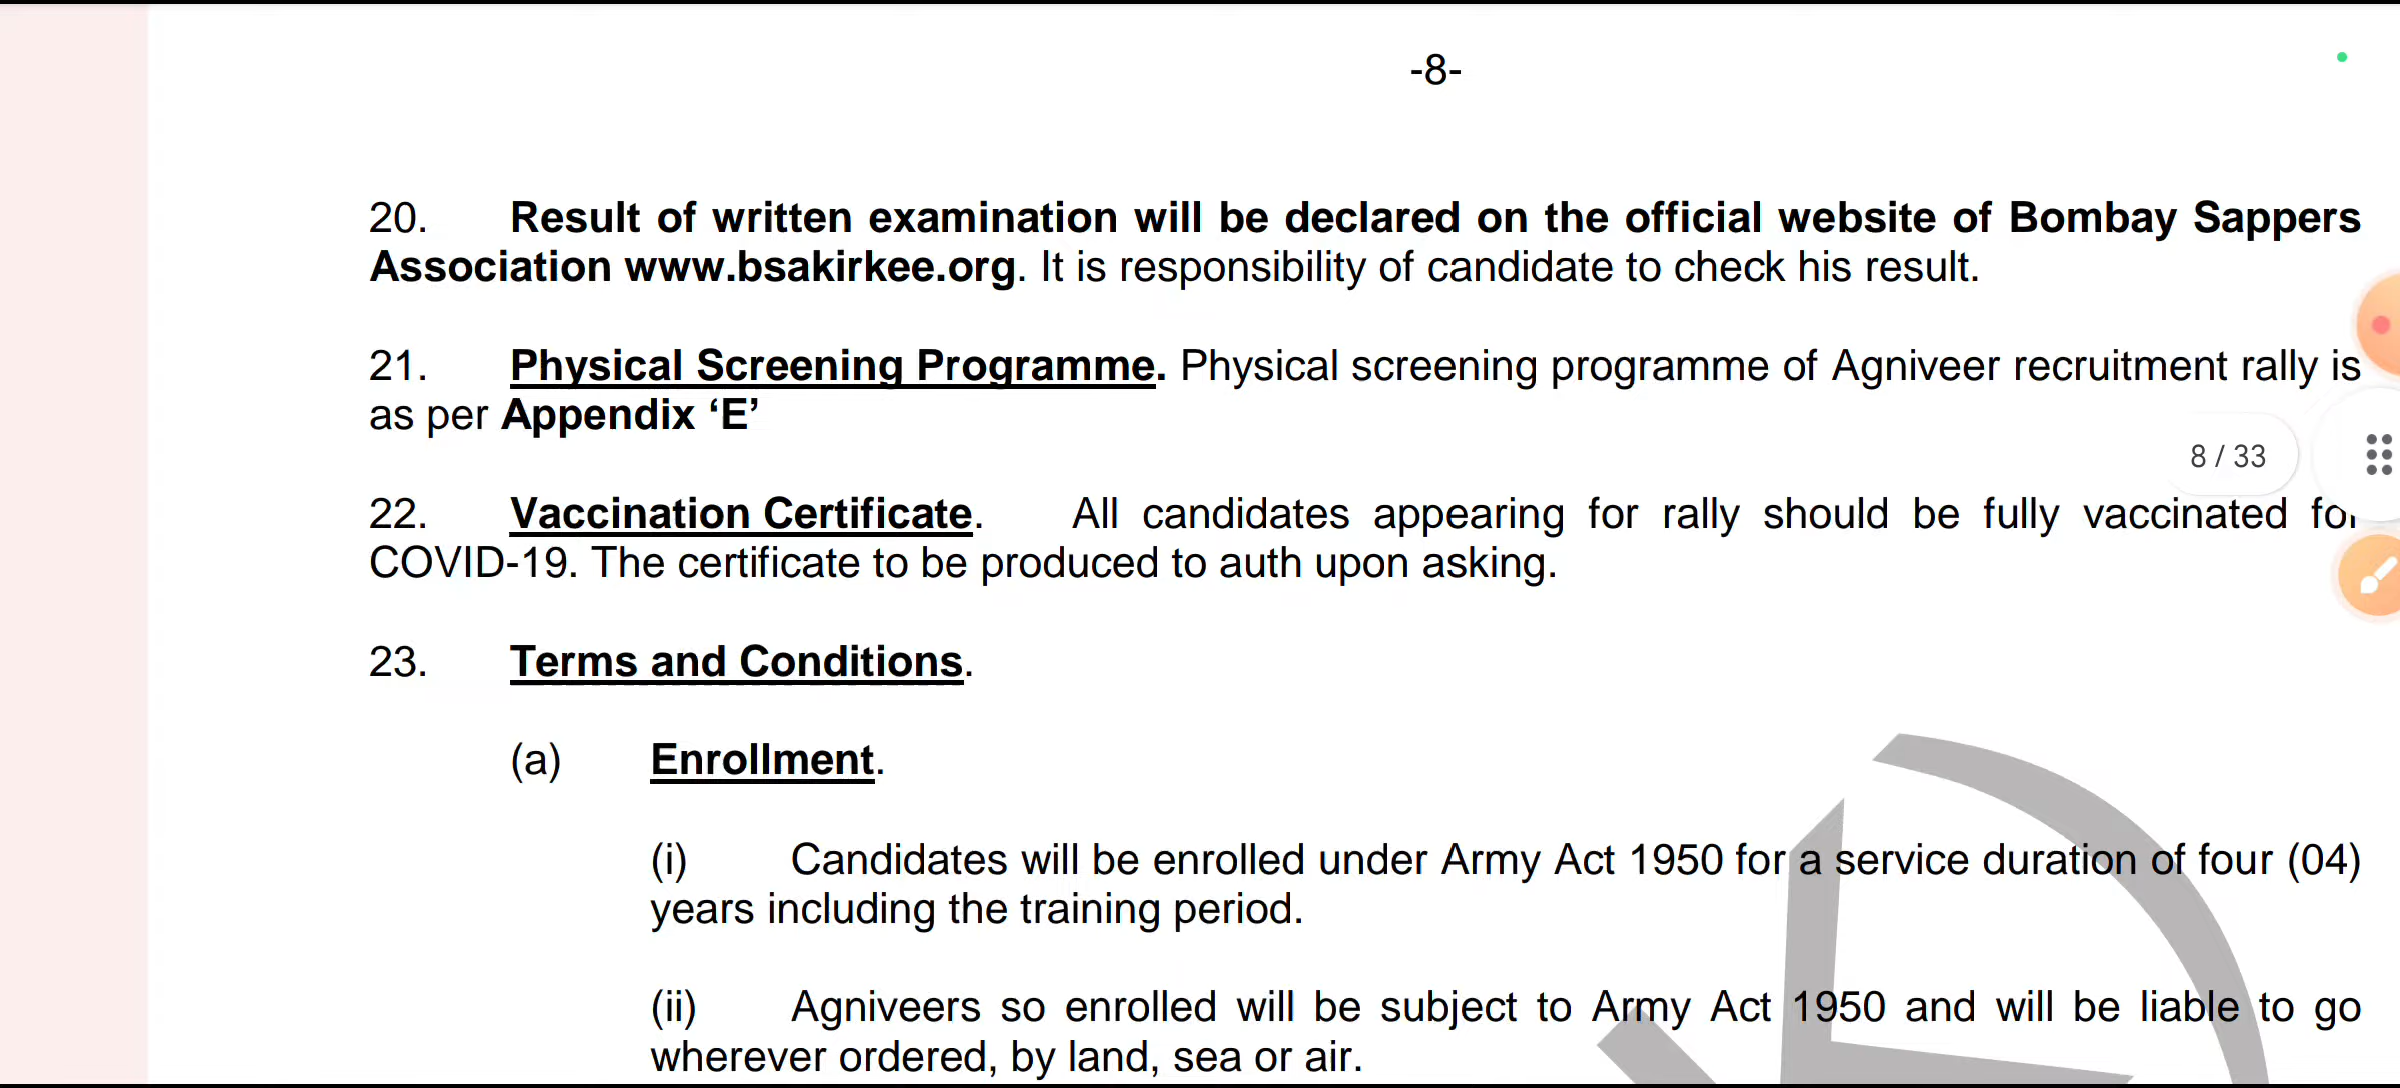 -8-
20. Result of written examination will be declared on the official website of Bombay Sappers
Association www.bsakirkee.org. It is responsibility of candidate to check his result.
21. Physical Screening Programme. Physical screening programme of Agniveer recruitment rally is
as per Appendix ‘E’
8 / 33
22. Vaccination Certificate. All candidates appearing for rally should be fully vaccinated for
COVID-19. The certificate to be produced to auth upon asking.
23. Terms and Conditions.
(a) Enrollment.
(i) Candidates will be enrolled under Army Act 1950 for a service duration of four (04)
years including the training period.
(ii) Agniveers so enrolled will be subject to Army Act 1950 and will be liable to go
wherever ordered, by land, sea or air.